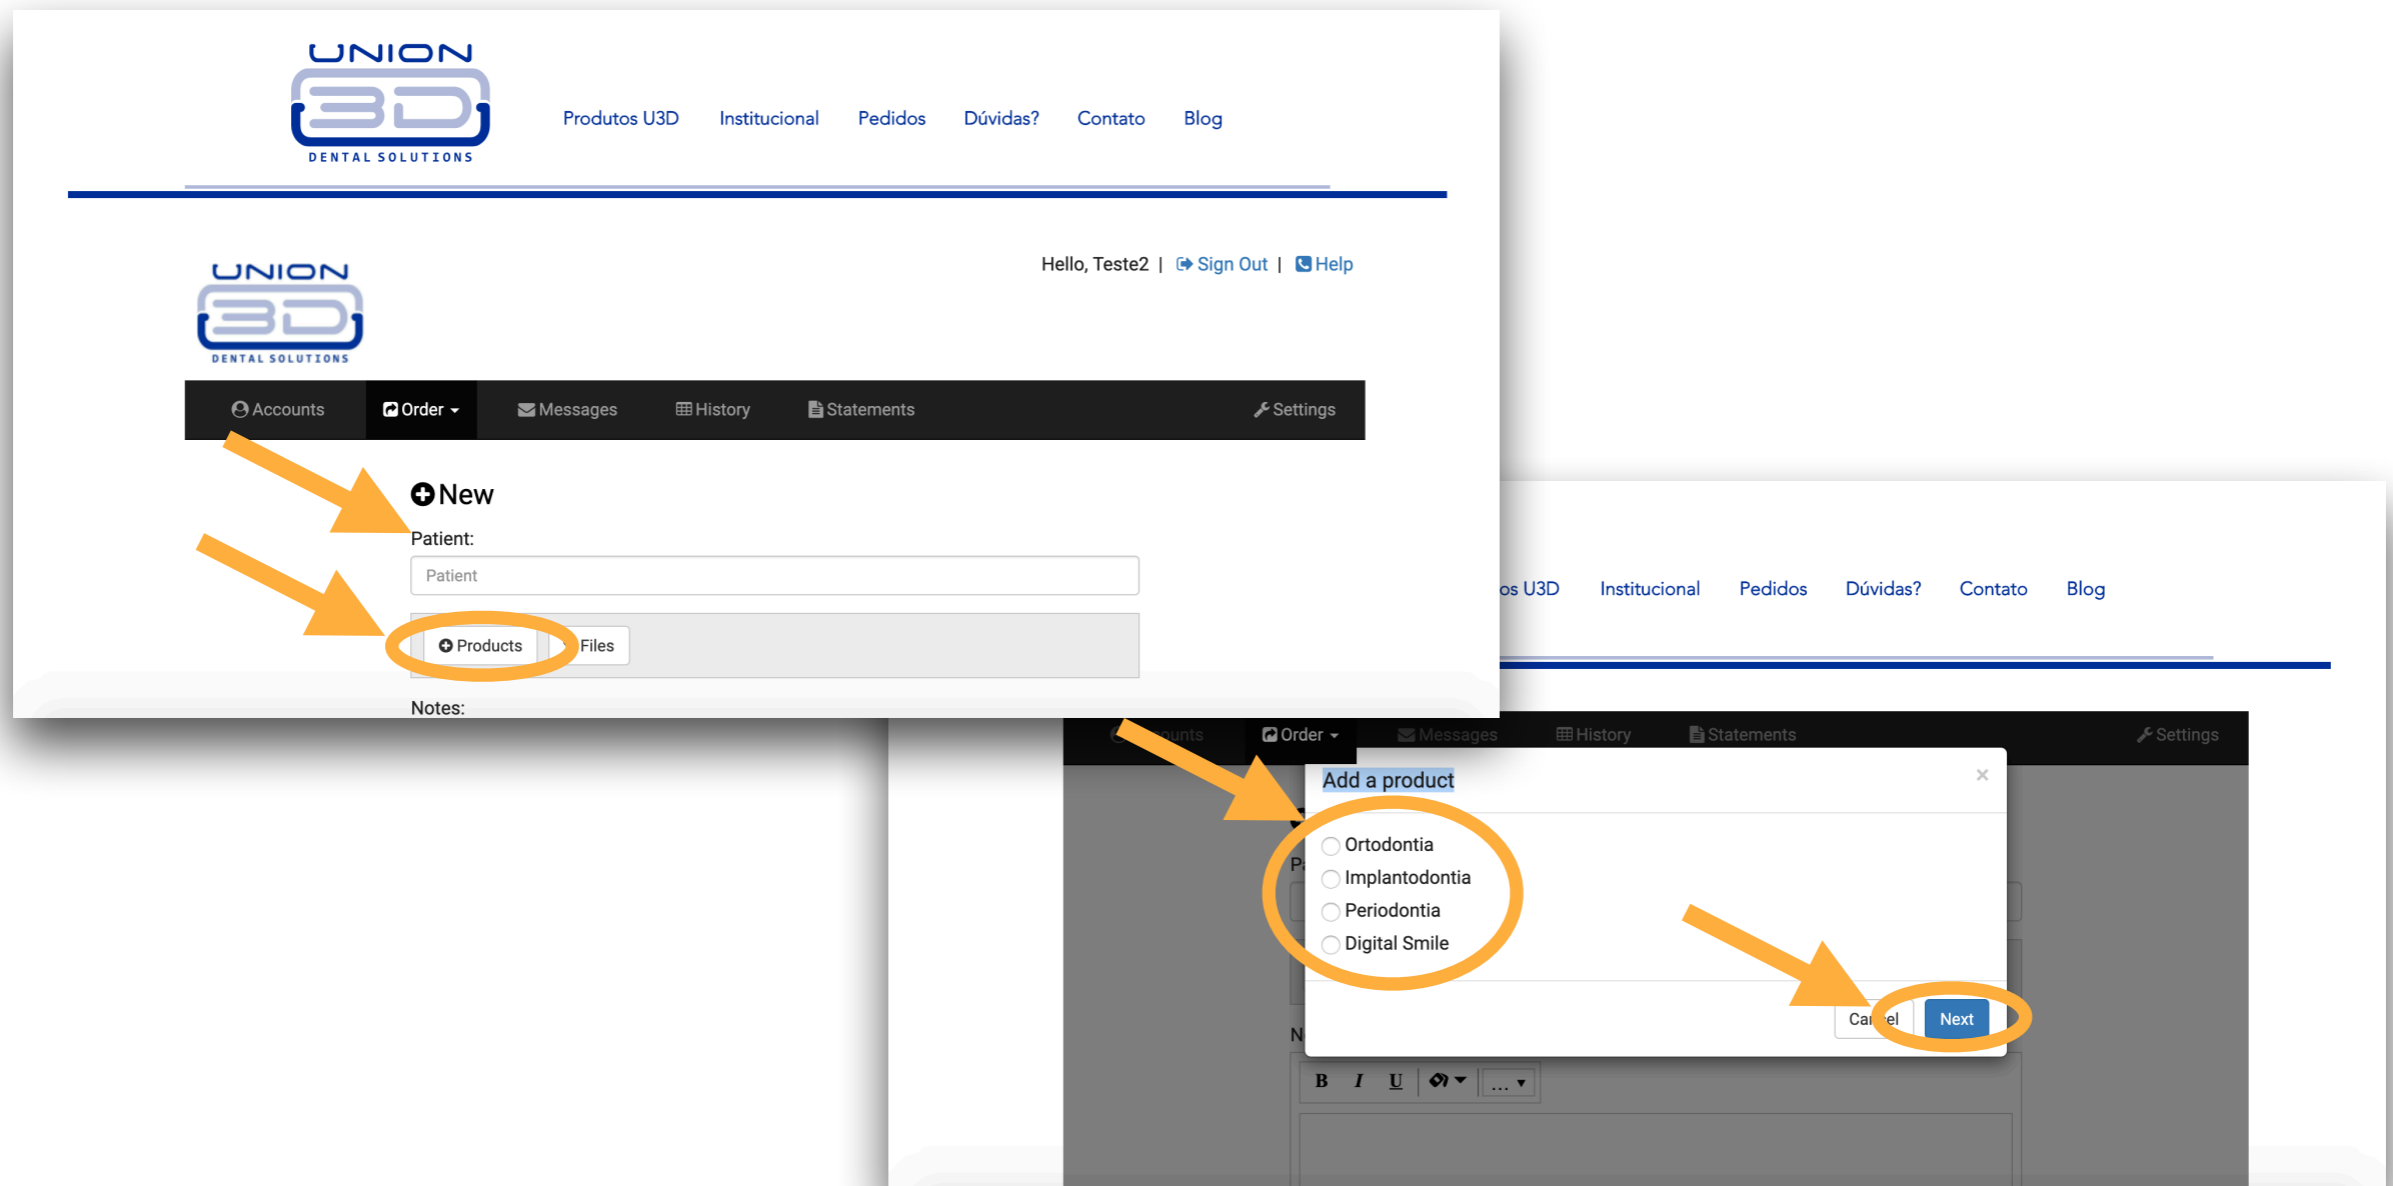 UNION
3D
DENTAL SOLUTIONS
Produtos U3D Institucional Pedidos Dúvidas? Contato Blog
Hello, Teste2 | Sign Out | Help
UNION
3D
DENTAL SOLUTIONS
Accounts Order Messages History Statements Settings
New
Patient:
Patient
Products Files
Notes:
os U3D Institucional Pedidos Dúvidas? Contato Blog
Order Messages History Statements Settings
Add a product ×
Ortodontia
Implantodontia
Periodontia
Digital Smile
Next
B I U ...